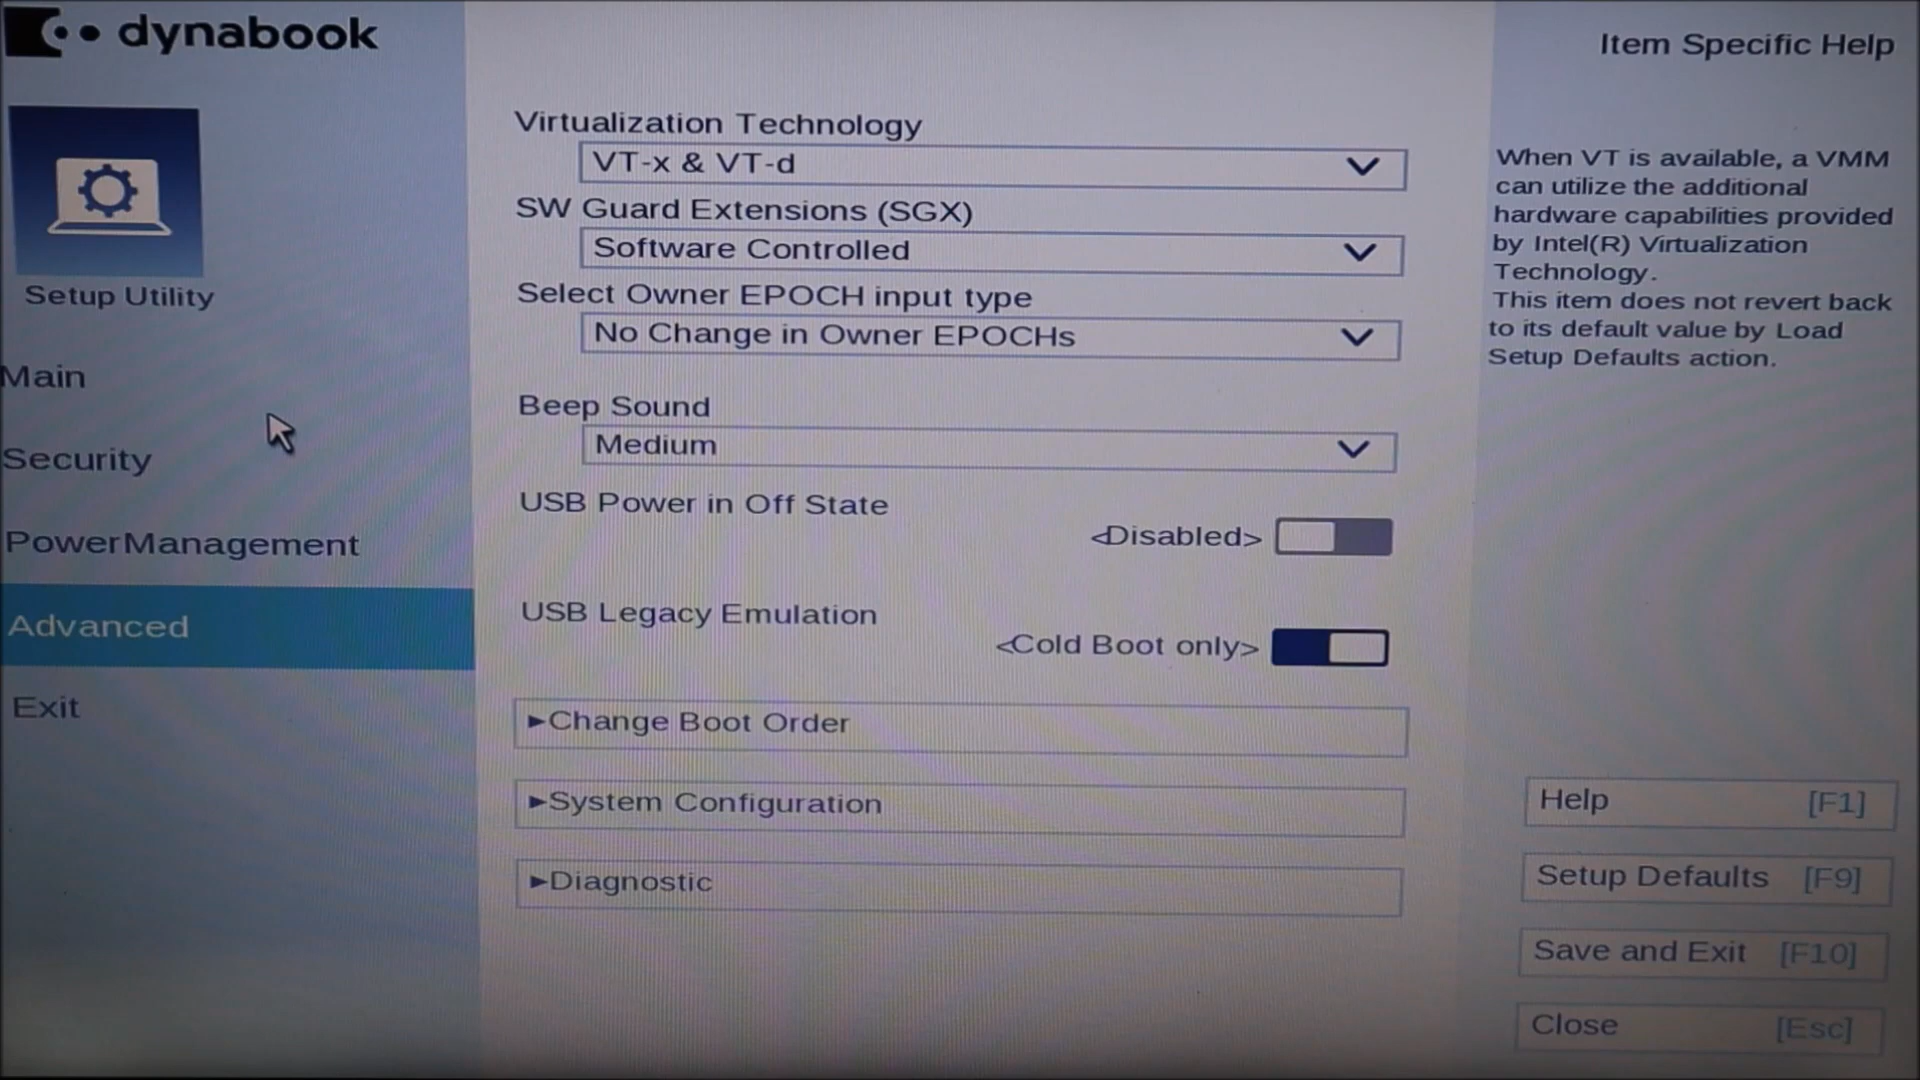 dynabook
Setup Utility
Main
Security
PowerManagement
Advanced
Exit
Virtualization Technology
VT-x & VT-d
SW Guard Extensions (SGX)
Software Controlled
Select Owner EPOCH input type
No Change in Owner EPOCHs
Beep Sound
Medium
USB Power in Off State
<Disabled>
USB Legacy Emulation
<Cold Boot only>
►Change Boot Order
►System Configuration
►Diagnostic
Item Specific Help
When VT is available, a VMM
can utilize the additional
hardware capabilities provided
by Intel(R) Virtualization
Technology.
This item does not revert back
to its default value by Load
Setup Defaults action.
Help [F1]
Setup Defaults [F9]
Save and Exit [F10]
Close [Esc]